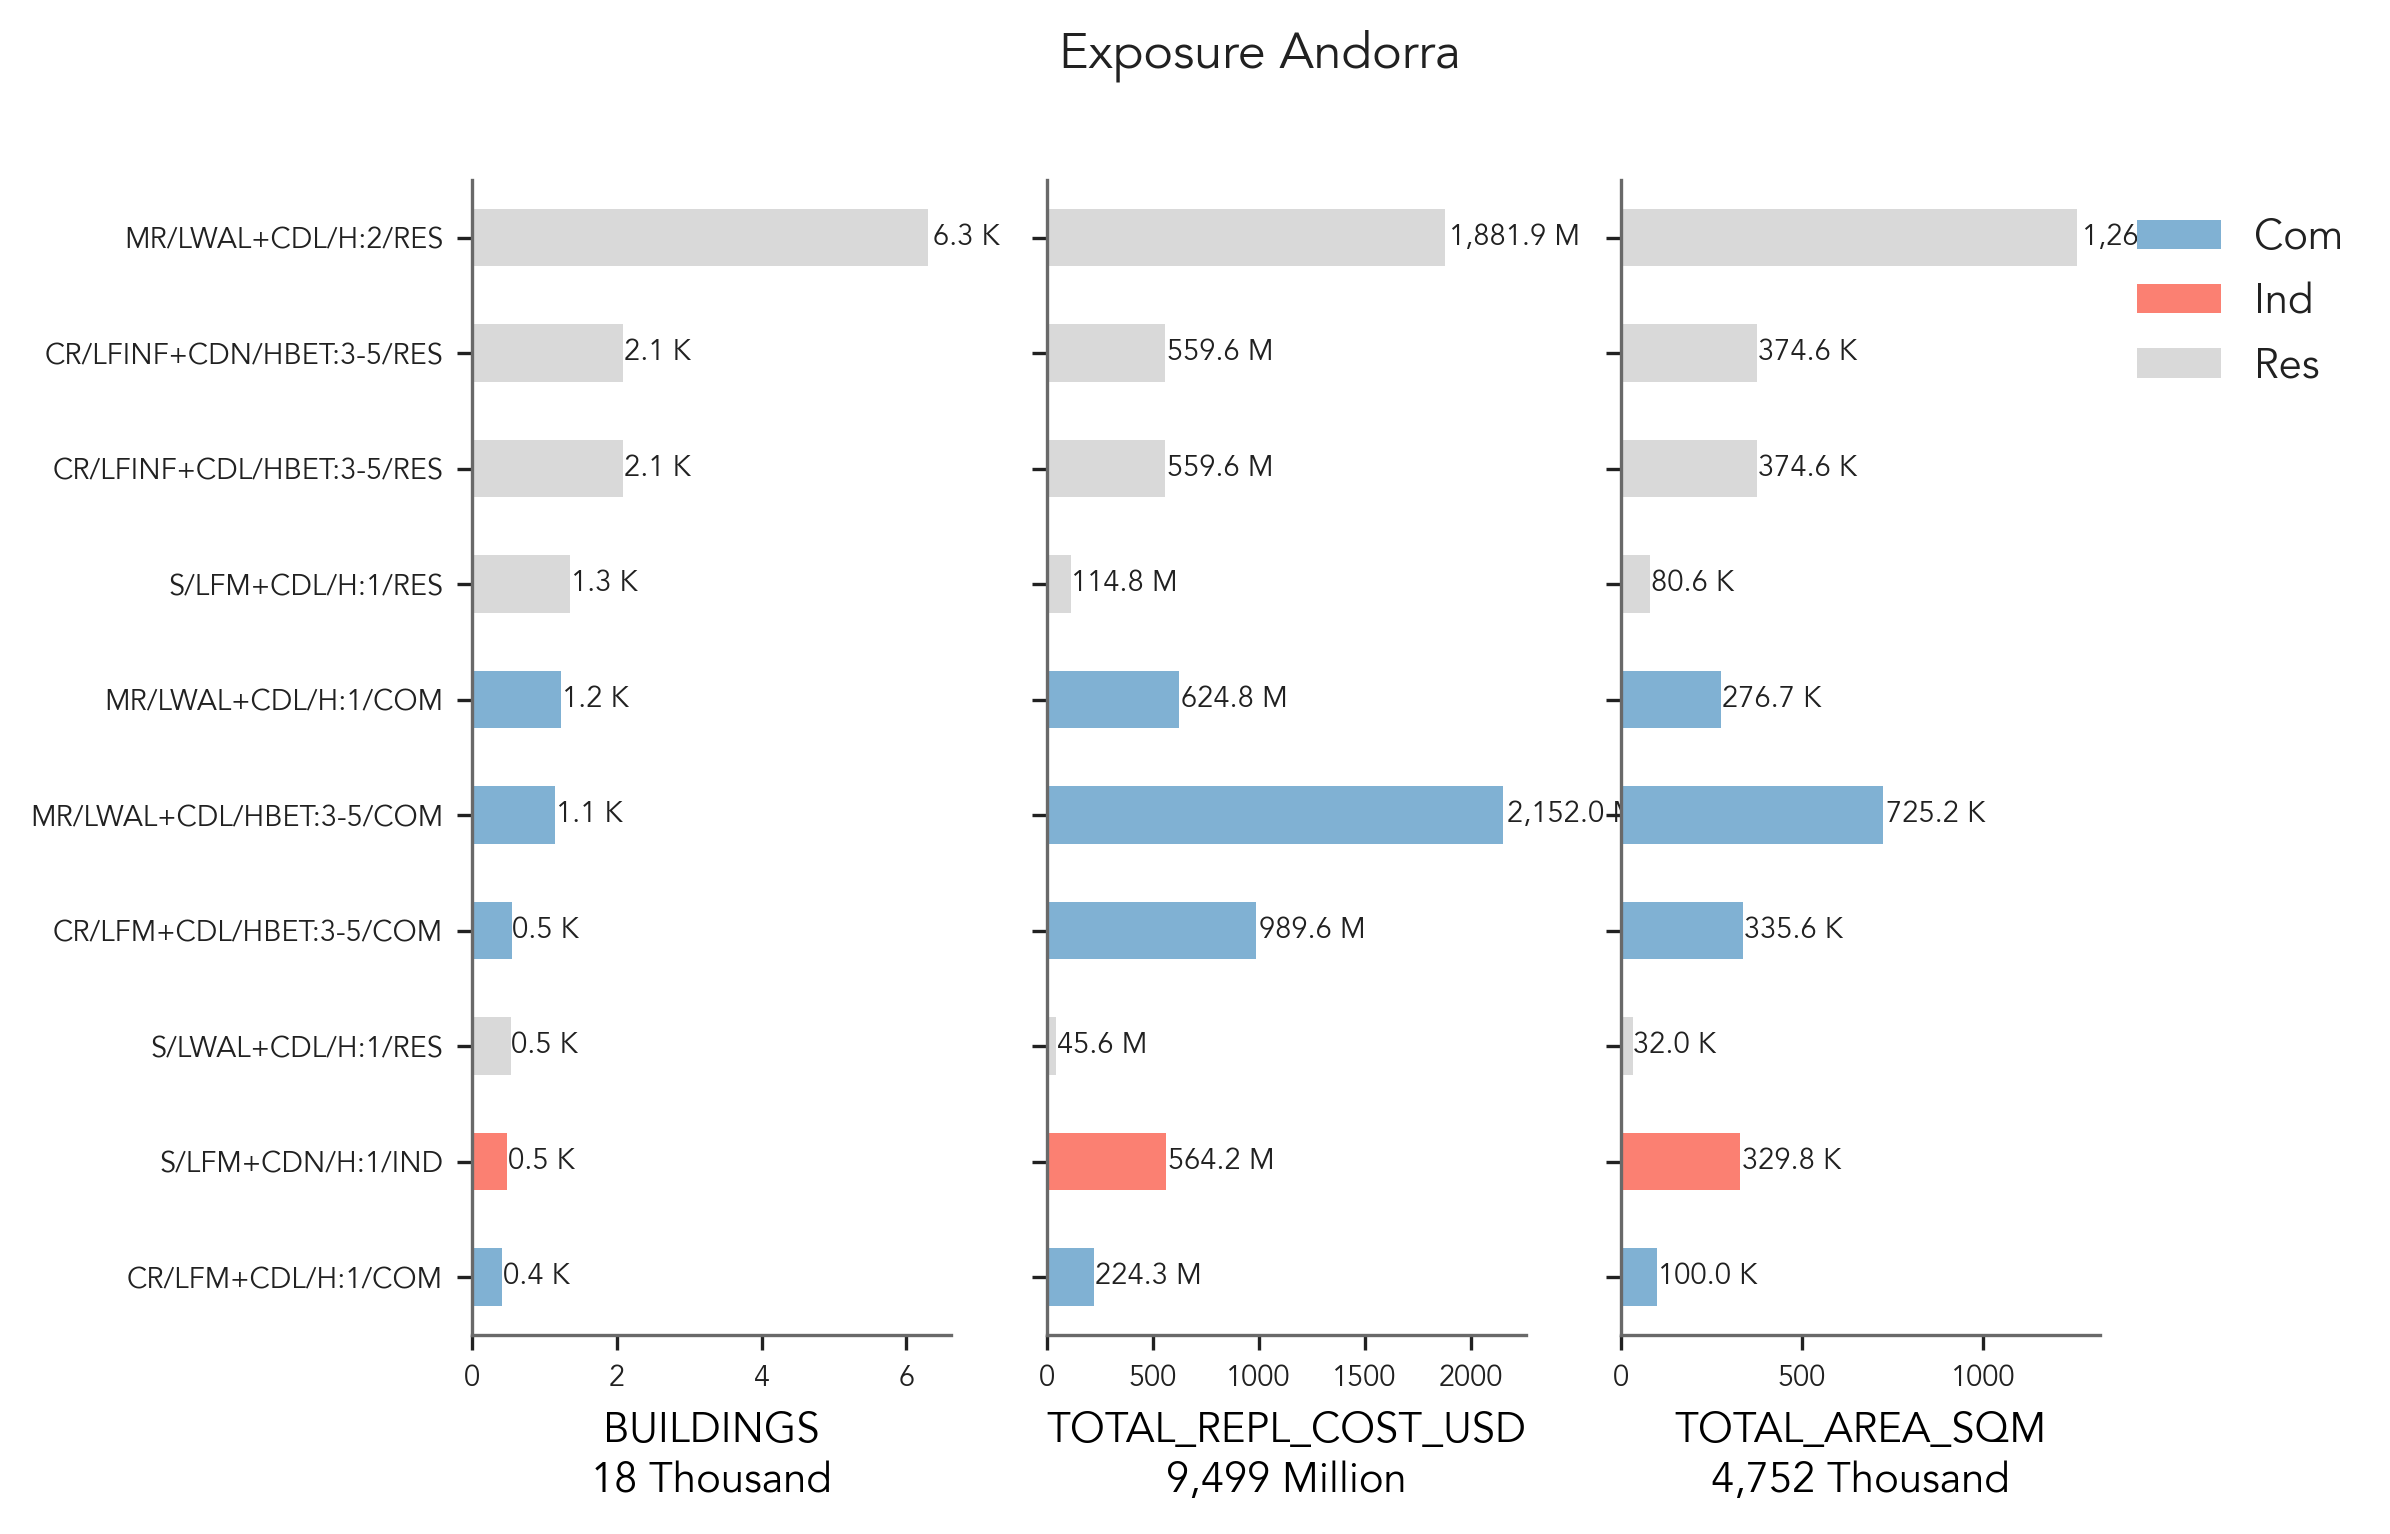 Exposure Andorra
MR/LWAL+CDL/H:2/RES
6.3 K
1,881.9 M
1,26
Com
Ind
Res
CR/LFINF+CDN/HBET:3-5/RES
2.1 K
559.6 M
374.6 K
CR/LFINF+CDL/HBET:3-5/RES
2.1 K
559.6 M
374.6 K
S/LFM+CDL/H:1/RES
1.3 K
114.8 M
80.6 K
MR/LWAL+CDL/H:1/COM
1.2 K
624.8 M
276.7 K
MR/LWAL+CDL/HBET:3-5/COM
1.1 K
2,152.0 M
725.2 K
CR/LFM+CDL/HBET:3-5/COM
0.5 K
989.6 M
335.6 K
S/LWAL+CDL/H:1/RES
0.5 K
45.6 M
32.0 K
S/LFM+CDN/H:1/IND
0.5 K
564.2 M
329.8 K
CR/LFM+CDL/H:1/COM
0.4 K
224.3 M
100.0 K
0 2 4 6
0 500 1000 1500 2000
0 500 1000
BUILDINGS
18 Thousand
TOTAL_REPL_COST_USD
9,499 Million
TOTAL_AREA_SQM
4,752 Thousand